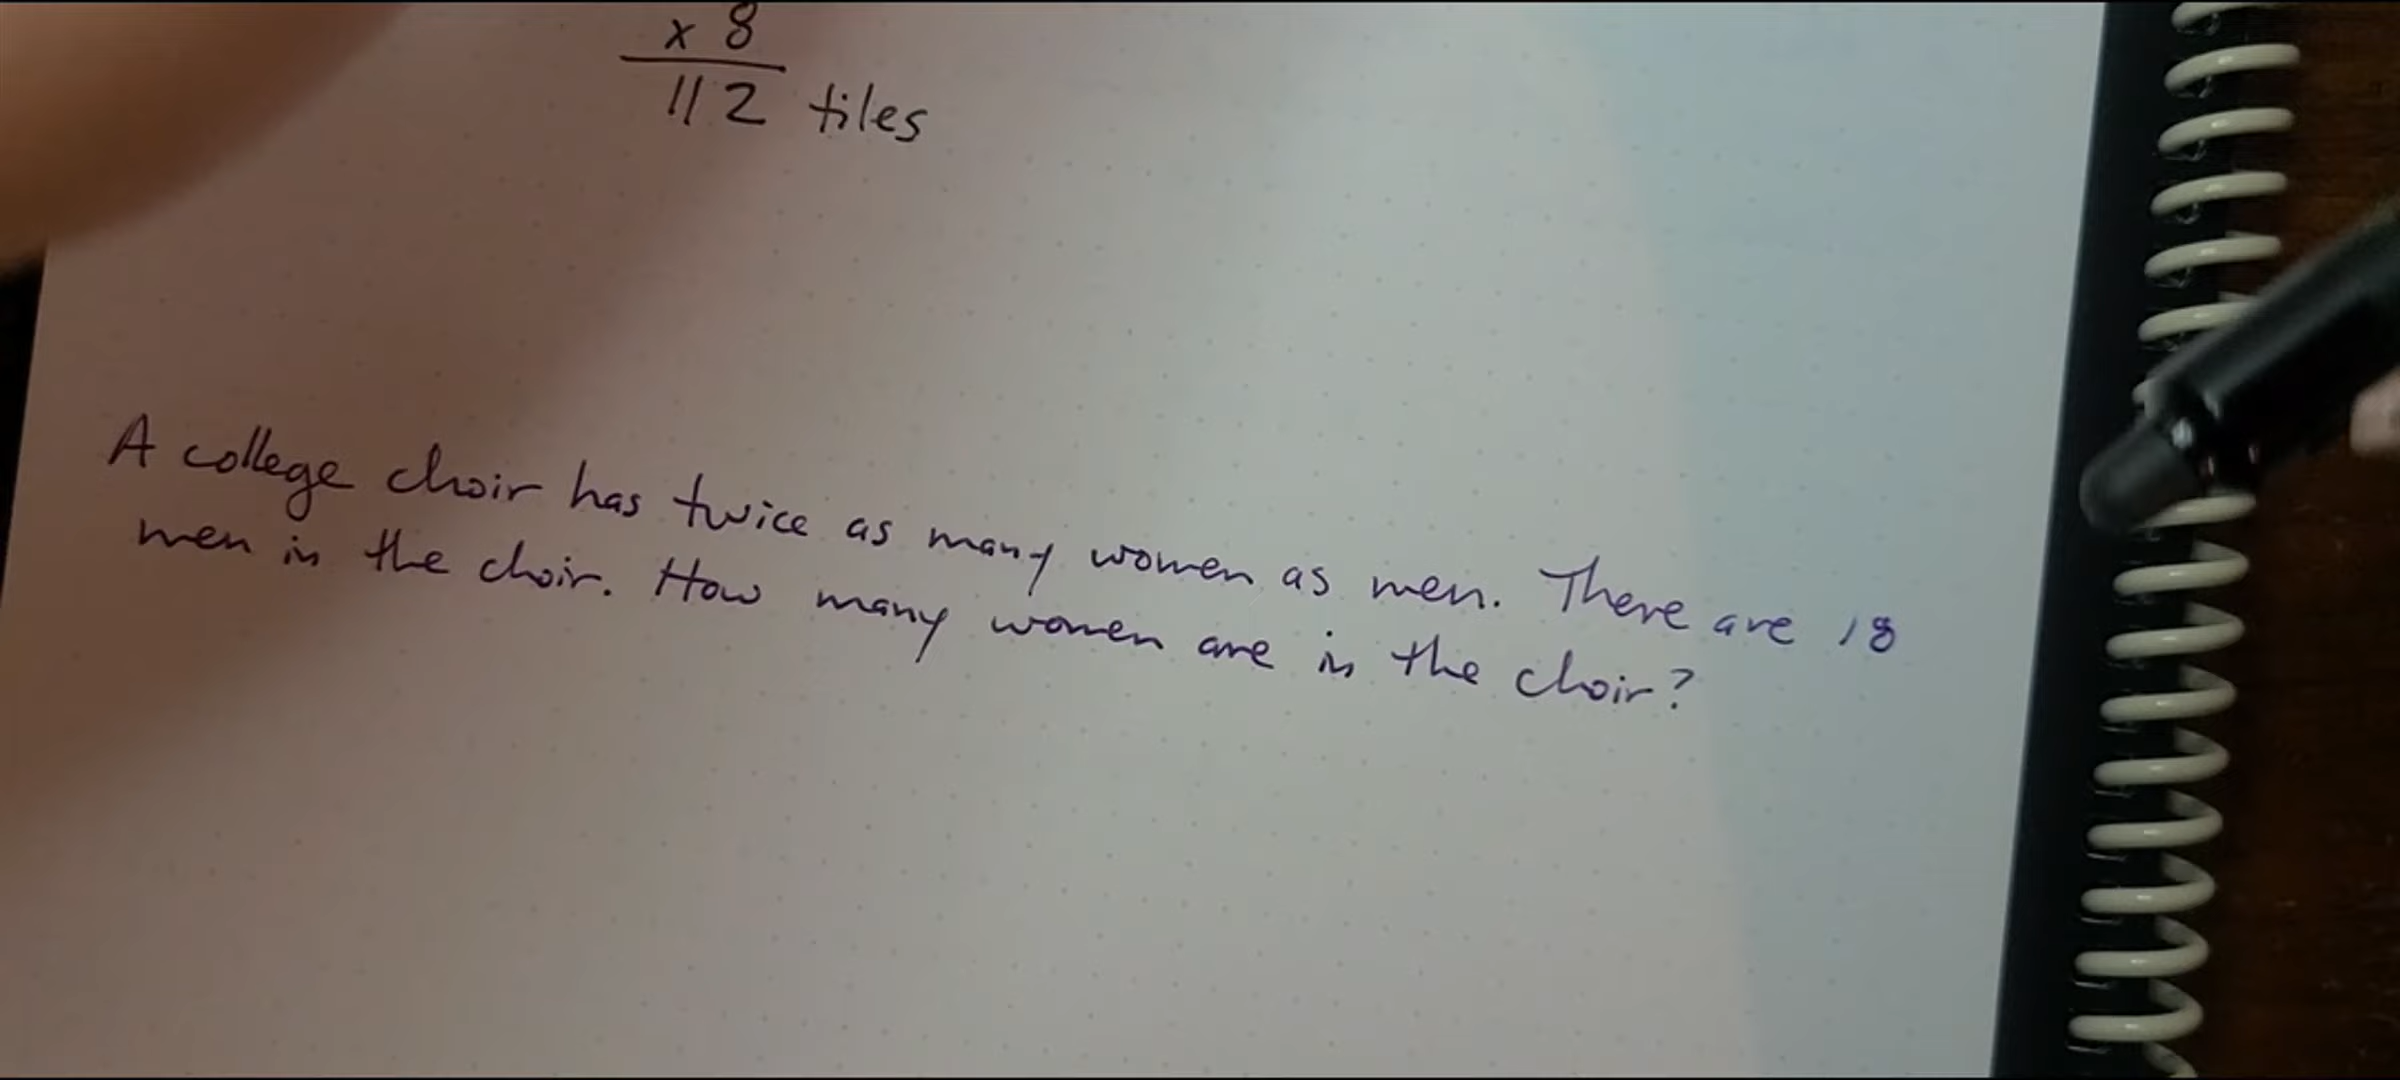 x 8
112 tiles
A college choir has twice as many women as men. There are 18
men in the choir. How many women are in the choir?